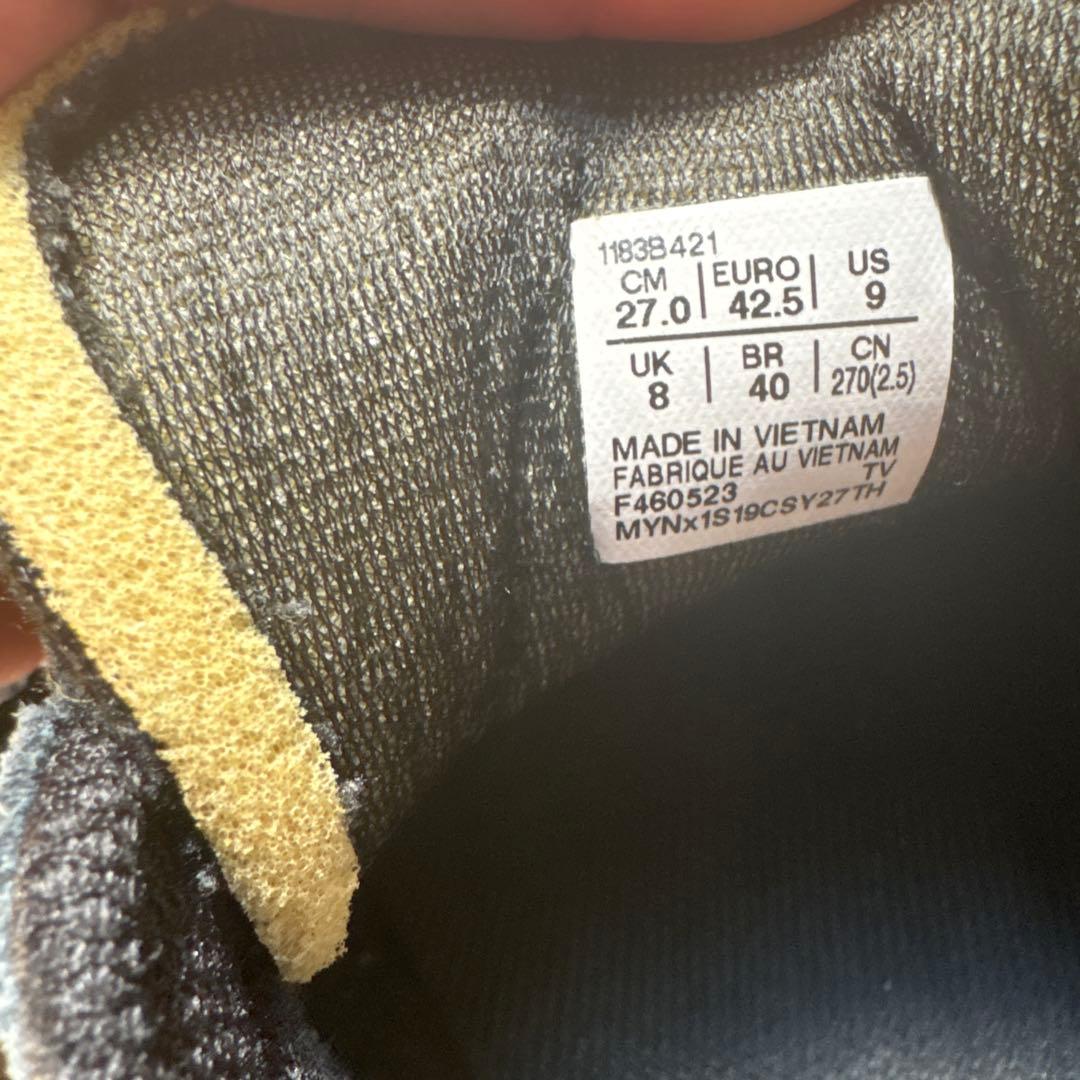 1183B421
CM | EURO | US
27.0 | 42.5 | 9
UK | BR | CN
8 | 40 | 270(2.5)
MADE IN VIETNAM
FABRIQUE AU VIETNAM
TV
F460523
MYNx1S19CSY27TH